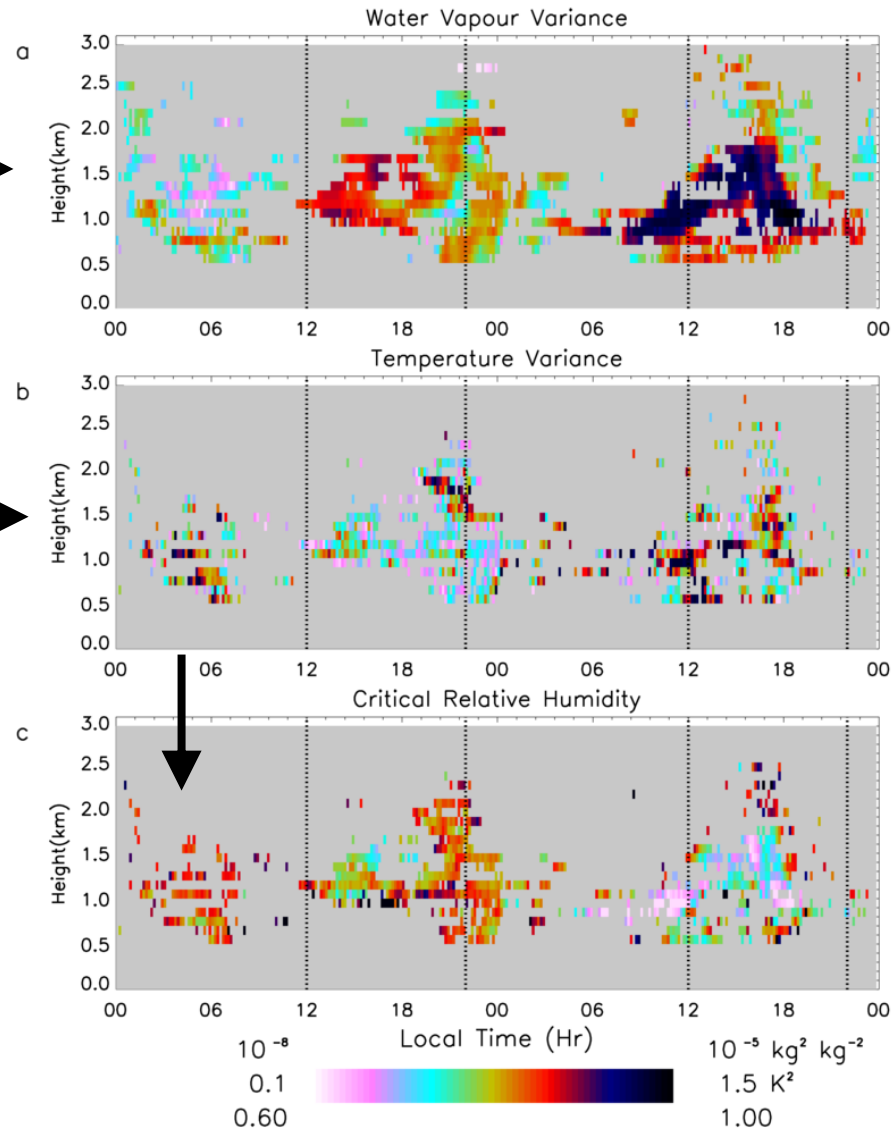 Water Vapour Variance
a
3.0
2.5
2.0
1.5
1.0
0.5
0.0
Height(km)
00 06 12 18 00 06 12 18 00
Temperature Variance
b
3.0
2.5
2.0
1.5
1.0
0.5
0.0
Height(km)
00 06 12 18 00 06 12 18 00
Critical Relative Humidity
c
3.0
2.5
2.0
1.5
1.0
0.5
0.0
Height(km)
00 06 12 18 00 06 12 18 00
Local Time (Hr)
10⁻⁸ 10⁻⁵ kg² kg⁻²
0.1 1.5 K²
0.60 1.00